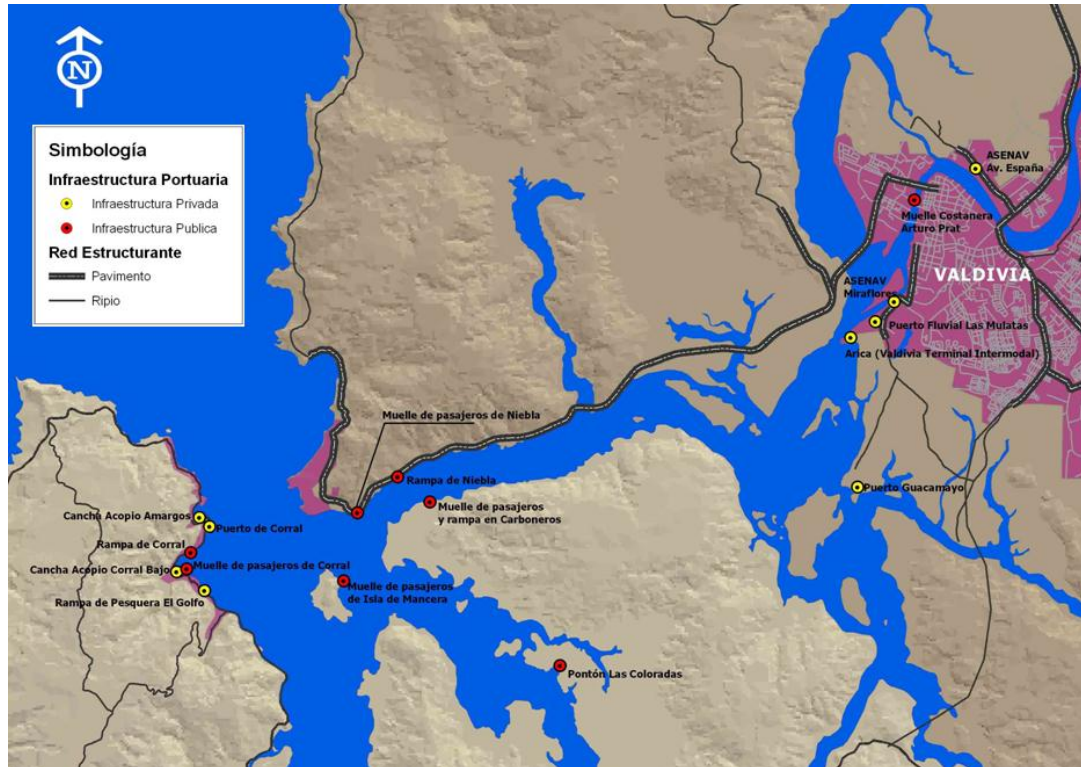 N
Simbología
Infraestructura Portuaria
Infraestructura Privada
Infraestructura Publica
Red Estructurante
Pavimento
Ripio
ASENAV
Av. España
Muelle Costanera
Arturo Prat
VALDIVIA
ASENAV
Miraflores
Puerto Fluvial Las Mulatas
Arica (Valdivia Terminal Intermodal)
Muelle de pasajeros de Niebla
Rampa de Niebla
Puerto Guacamayo
Muelle de pasajeros
y rampa en Carboneros
Cancha Acopio Amargos
Puerto de Corral
Rampa de Corral
Muelle de pasajeros de Corral
Cancha Acopio Corral Bajo
Muelle de pasajeros
de Isla de Mancera
Rampa de Pesquera El Golfo
Pontón Las Coloradas